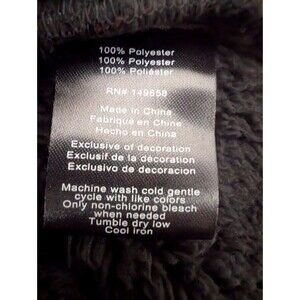 100% Polyester
100% Polyester
100% Poliéster
RN# 149658
Made in China
Fabriqué en Chine
Hecho en China
Exclusive of decoration
Exclusif de la décoration
Exclusivo de decoracion
Machine wash cold gentle
cycle with like colors
Only non-chlorine bleach
when needed
Tumble dry low
Cool iron